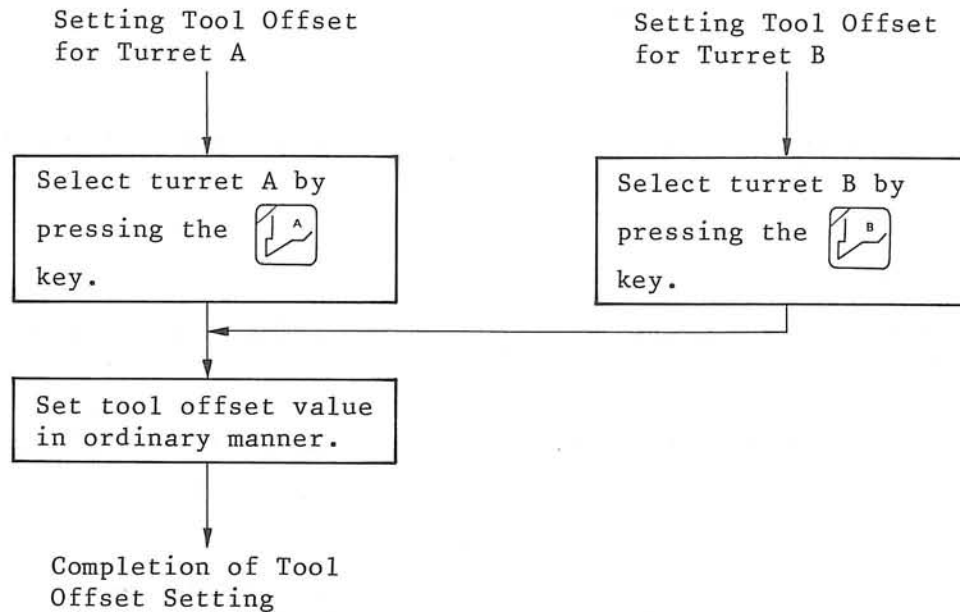 Setting Tool Offset
for Turret A
Setting Tool Offset
for Turret B
Select turret A by
pressing the A
key.
Select turret B by
pressing the B
key.
Set tool offset value
in ordinary manner.
Completion of Tool
Offset Setting